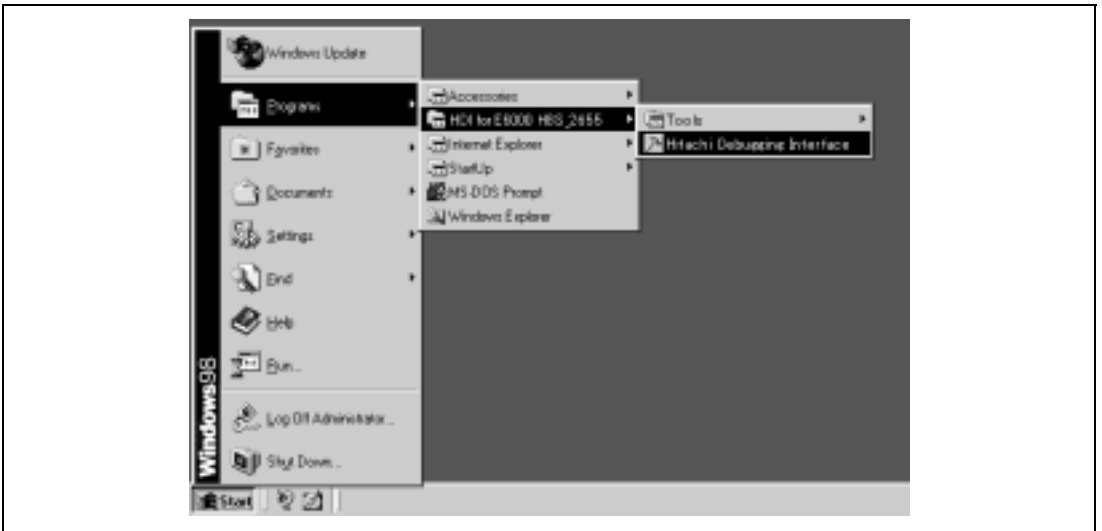 Windows Update
Programs
Favorites
Documents
Settings
Find
Help
Run...
Log Off Administrator...
Shut Down...
Windows98
Start
Accessories
HDI for E6000 H8S_2655
Internet Explorer
StartUp
MS-DOS Prompt
Windows Explorer
Tools
Hitachi Debugging Interface